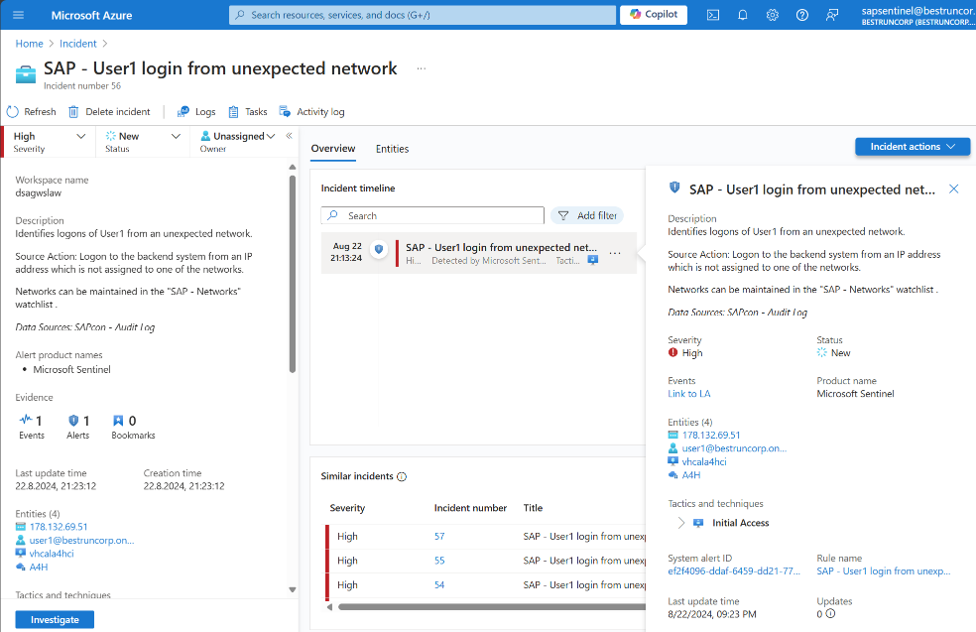 Microsoft Azure
Search resources, services, and docs (G+/)
Copilot
sapsentinel@bestruncor...
BESTRUNCORP (BESTRUNCORP....
Home > Incident >
SAP - User1 login from unexpected network ...
Incident number 56
Refresh Delete incident Logs Tasks Activity log
High
Severity
New
Status
Unassigned
Owner
Workspace name
dsagwslaw
Description
Identifies logons of User1 from an unexpected network.
Source Action: Logon to the backend system from an IP
address which is not assigned to one of the networks.
Networks can be maintained in the "SAP - Networks"
watchlist .
Data Sources: SAPcon - Audit Log
Alert product names
• Microsoft Sentinel
Evidence
1 1 0
Events Alerts Bookmarks
Last update time Creation time
22.8.2024, 21:23:12 22.8.2024, 21:23:12
Entities (4)
178.132.69.51
user1@bestruncorp.on...
vhcala4hci
A4H
Tactics and techniques
Investigate
Overview Entities
Incident actions
Incident timeline
Search
Add filter
Aug 22
21:13:24
SAP - User1 login from unexpected net...
Hi... Detected by Microsoft Sent... Tacti...
Similar incidents
Severity Incident number Title
High 57 SAP - User1 login from unexp
High 55 SAP - User1 login from unexp
High 54 SAP - User1 login from unexp
SAP - User1 login from unexpected net...
Description
Identifies logons of User1 from an unexpected network.
Source Action: Logon to the backend system from an IP address
which is not assigned to one of the networks.
Networks can be maintained in the "SAP - Networks" watchlist .
Data Sources: SAPcon - Audit Log
Severity Status
High New
Events Product name
Link to LA Microsoft Sentinel
Entities (4)
178.132.69.51
user1@bestruncorp.on...
vhcala4hci
A4H
Tactics and techniques
Initial Access
System alert ID Rule name
ef2f4096-ddaf-6459-dd21-77... SAP - User1 login from unexp...
Last update time Updates
8/22/2024, 09:23 PM 0